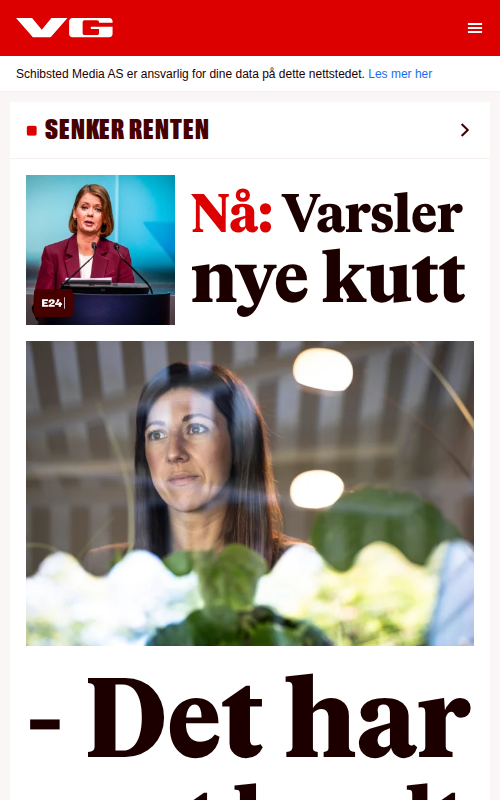 VG
Schibsted Media AS er ansvarlig for dine data på dette nettstedet. Les mer her
SENKER RENTEN
Nå: Varsler
nye kutt
E24
- Det har